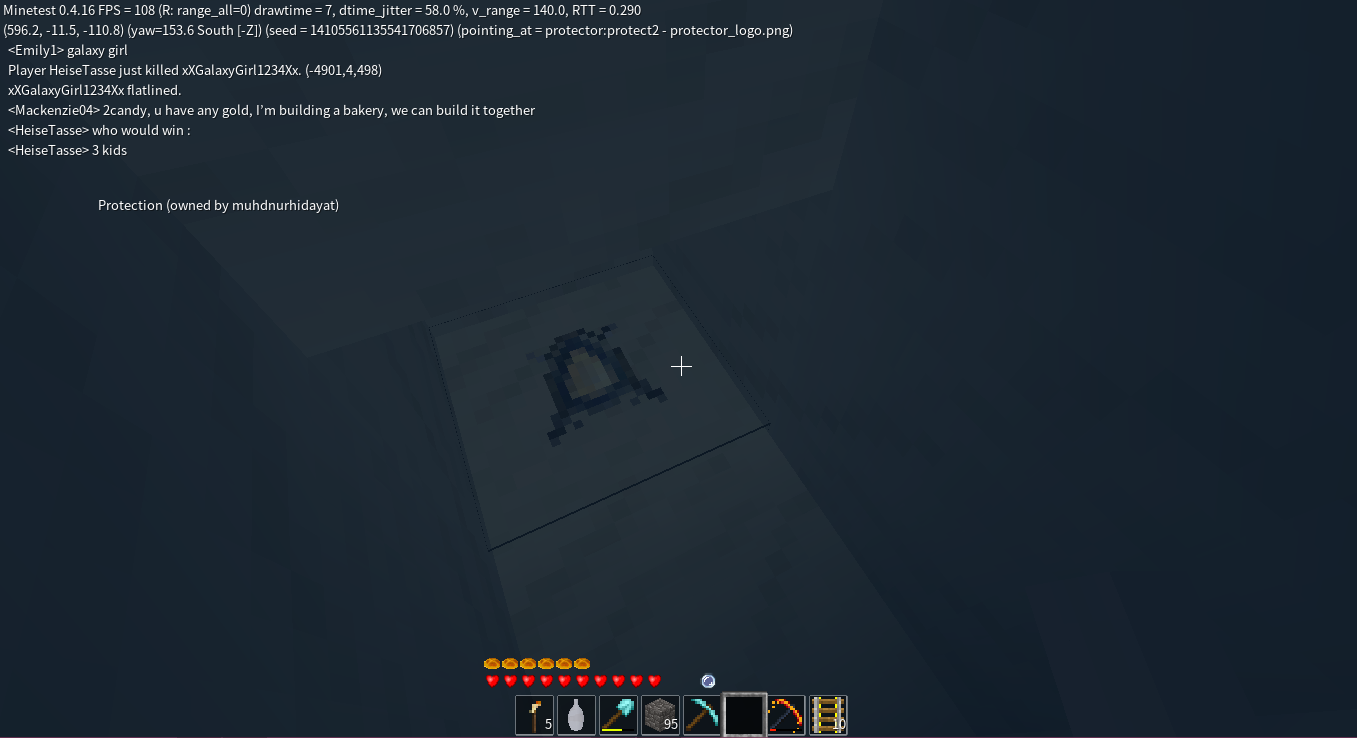 Minetest 0.4.16 FPS = 108 (R: range_all=0) drawtime = 7, dtime_jitter = 58.0 %, v_range = 140.0, RTT = 0.290
(596.2, -11.5, -110.8) (yaw=153.6 South [-Z]) (seed = 14105561135541706857) (pointing_at = protector:protect2 - protector_logo.png)
<Emily1> galaxy girl
Player HeiseTasse just killed xXGalaxyGirl1234Xx. (-4901,4,498)
xXGalaxyGirl1234Xx flatlined.
<Mackenzie04> 2candy, u have any gold, I'm building a bakery, we can build it together
<HeiseTasse> who would win :
<HeiseTasse> 3 kids
Protection (owned by muhdnurhidayat)
5 95 10